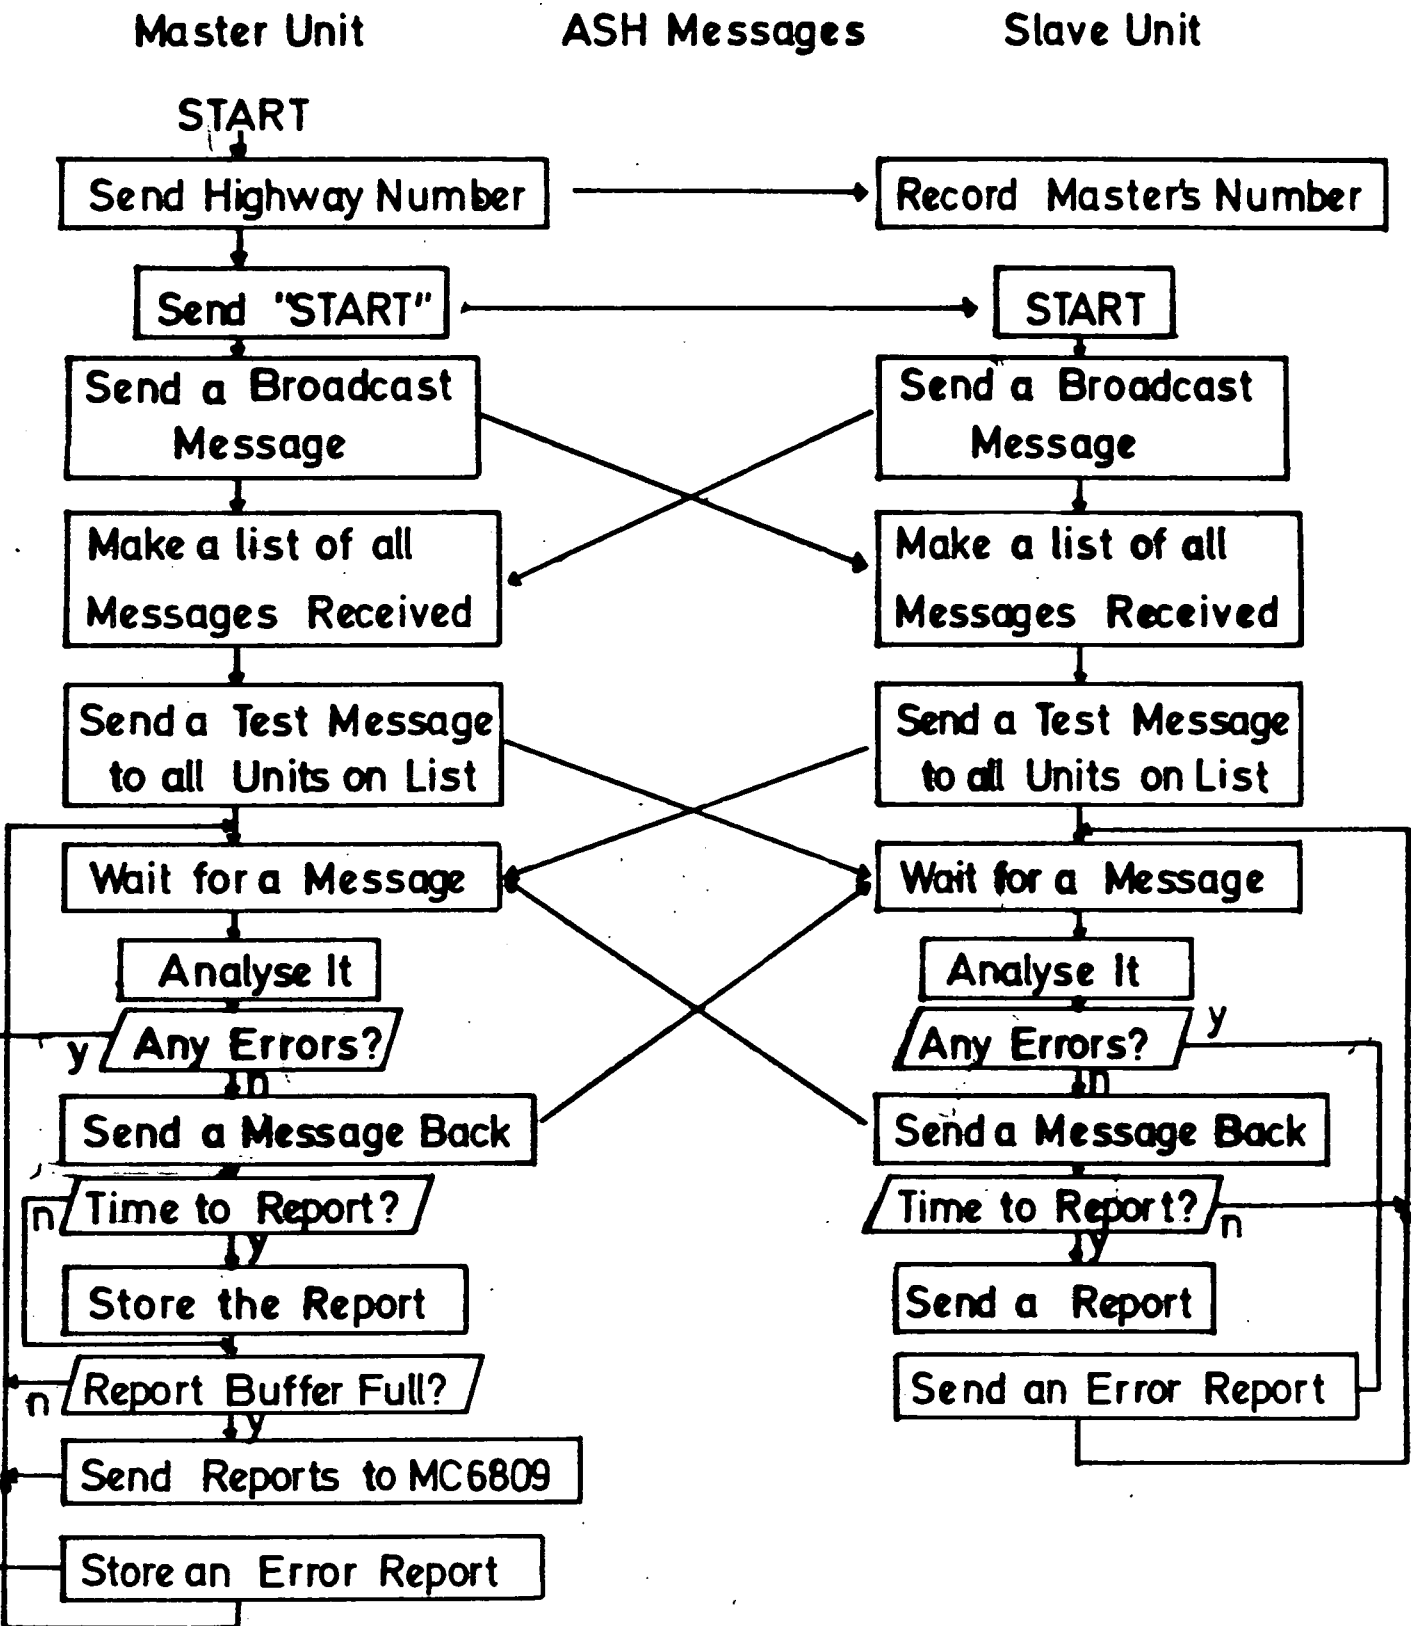 Master Unit
ASH Messages
Slave Unit
START
Send Highway Number
Record Master's Number
Send "START"
START
Send a Broadcast
Message
Send a Broadcast
Message
Make a list of all
Messages Received
Make a list of all
Messages Received
Send a Test Message
to all Units on List
Send a Test Message
to all Units on List
Wait for a Message
Wait for a Message
Analyse It
Analyse It
Any Errors?
y
n
Any Errors?
y
n
Send a Message Back
Send a Message Back
Time to Report?
n
y
Time to Report?
n
y
Store the Report
Send a Report
Report Buffer Full?
n
y
Send an Error Report
Send Reports to MC6809
Store an Error Report